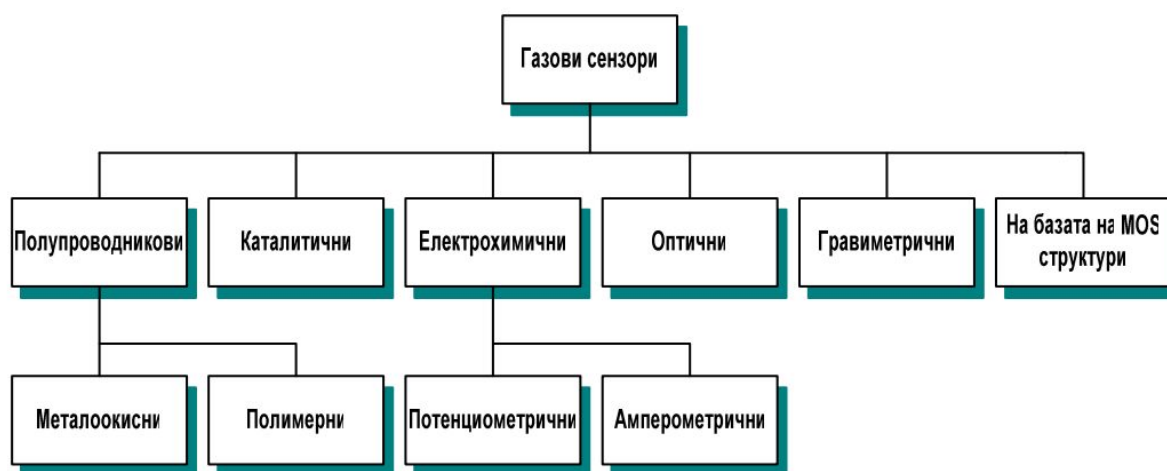 Газови сензори
Полупроводникови
Каталитични
Електрохимични
Оптични
Гравиметрични
На базата на MOS
структури
Металоокисни
Полимерни
Потенциометрични
Амперометрични